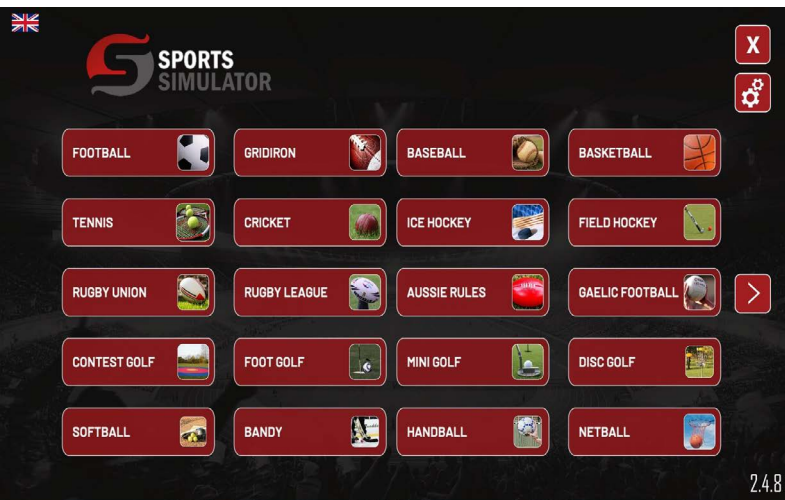 SPORTS
SIMULATOR
X
FOOTBALL
GRIDIRON
BASEBALL
BASKETBALL
TENNIS
CRICKET
ICE HOCKEY
FIELD HOCKEY
RUGBY UNION
RUGBY LEAGUE
AUSSIE RULES
GAELIC FOOTBALL
CONTEST GOLF
FOOT GOLF
MINI GOLF
DISC GOLF
SOFTBALL
BANDY
HANDBALL
NETBALL
2.4.8